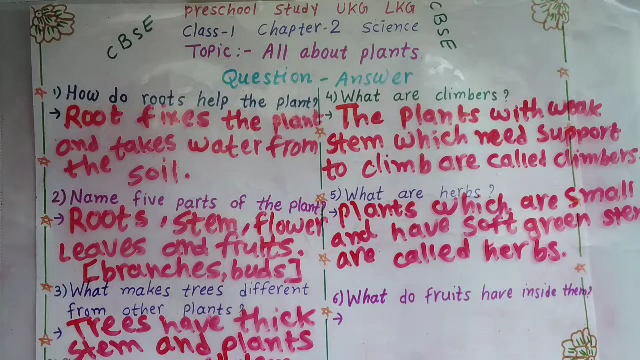 Preschool Study UKG LKG
CBSE
Class-1 Chapter-2 Science
CBSE
Topic:- All about plants
Question - Answer
1) How do roots help the plant?
→ Root fixes the plant
and takes water from
the soil.
2) Name five parts of the plant
→ Roots, stem, flower
Leaves and fruits.
[branches, buds]
3) What makes trees different
from other plants?
→ Trees have thick
stem and plants
4) What are climbers?
→ The Plants with weak
stem which need support
to climb are called climbers.
5) What are herbs?
→ Plants which are small
and have soft green stem
are called herbs.
6) What do fruits have inside them?
→